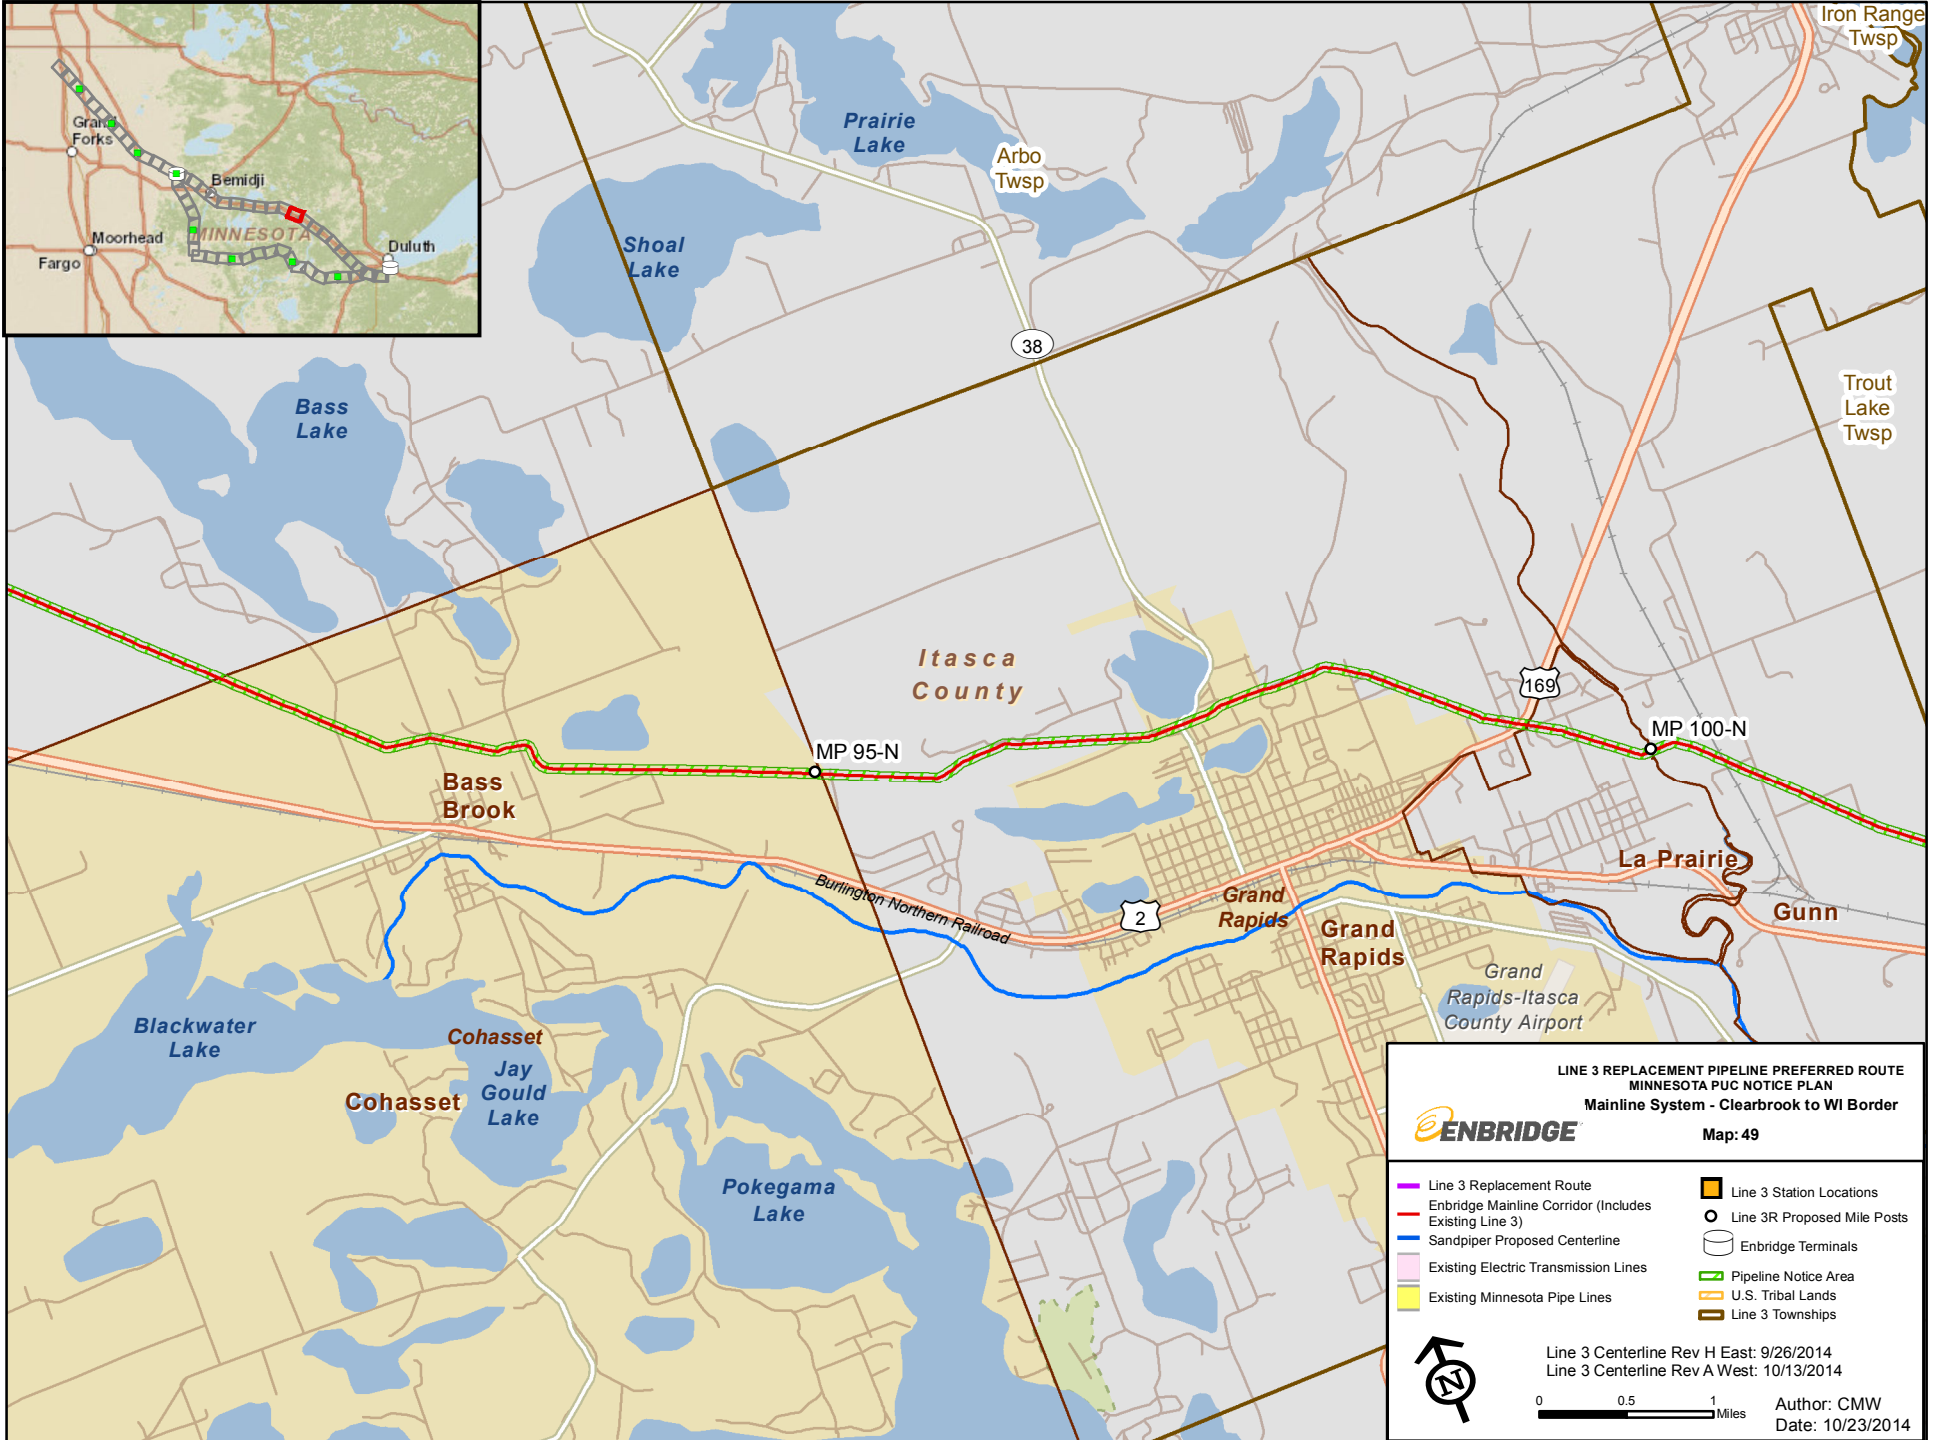 Grand
Forks
Bemidji
MINNESOTA
Moorhead
Fargo
Duluth
Iron Range
Twsp
Prairie
Lake
Arbo
Twsp
Shoal
Lake
38
Trout
Lake
Twsp
Bass
Lake
Itasca
County
169
MP 100-N
MP 95-N
Bass
Brook
La Prairie
Burlington Northern Railroad
2
Grand
Rapids
Grand
Rapids
Gunn
Grand
Rapids-Itasca
County Airport
Blackwater
Lake
Cohasset
Jay
Gould
Lake
Cohasset
Pokegama
Lake
LINE 3 REPLACEMENT PIPELINE PREFERRED ROUTE
MINNESOTA PUC NOTICE PLAN
Mainline System - Clearbrook to WI Border
ENBRIDGE
Map: 49
Line 3 Replacement Route
Enbridge Mainline Corridor (Includes
Existing Line 3)
Sandpiper Proposed Centerline
Existing Electric Transmission Lines
Existing Minnesota Pipe Lines
Line 3 Station Locations
Line 3R Proposed Mile Posts
Enbridge Terminals
Pipeline Notice Area
U.S. Tribal Lands
Line 3 Townships
N
Line 3 Centerline Rev H East: 9/26/2014
Line 3 Centerline Rev A West: 10/13/2014
0 0.5 1
Miles
Author: CMW
Date: 10/23/2014